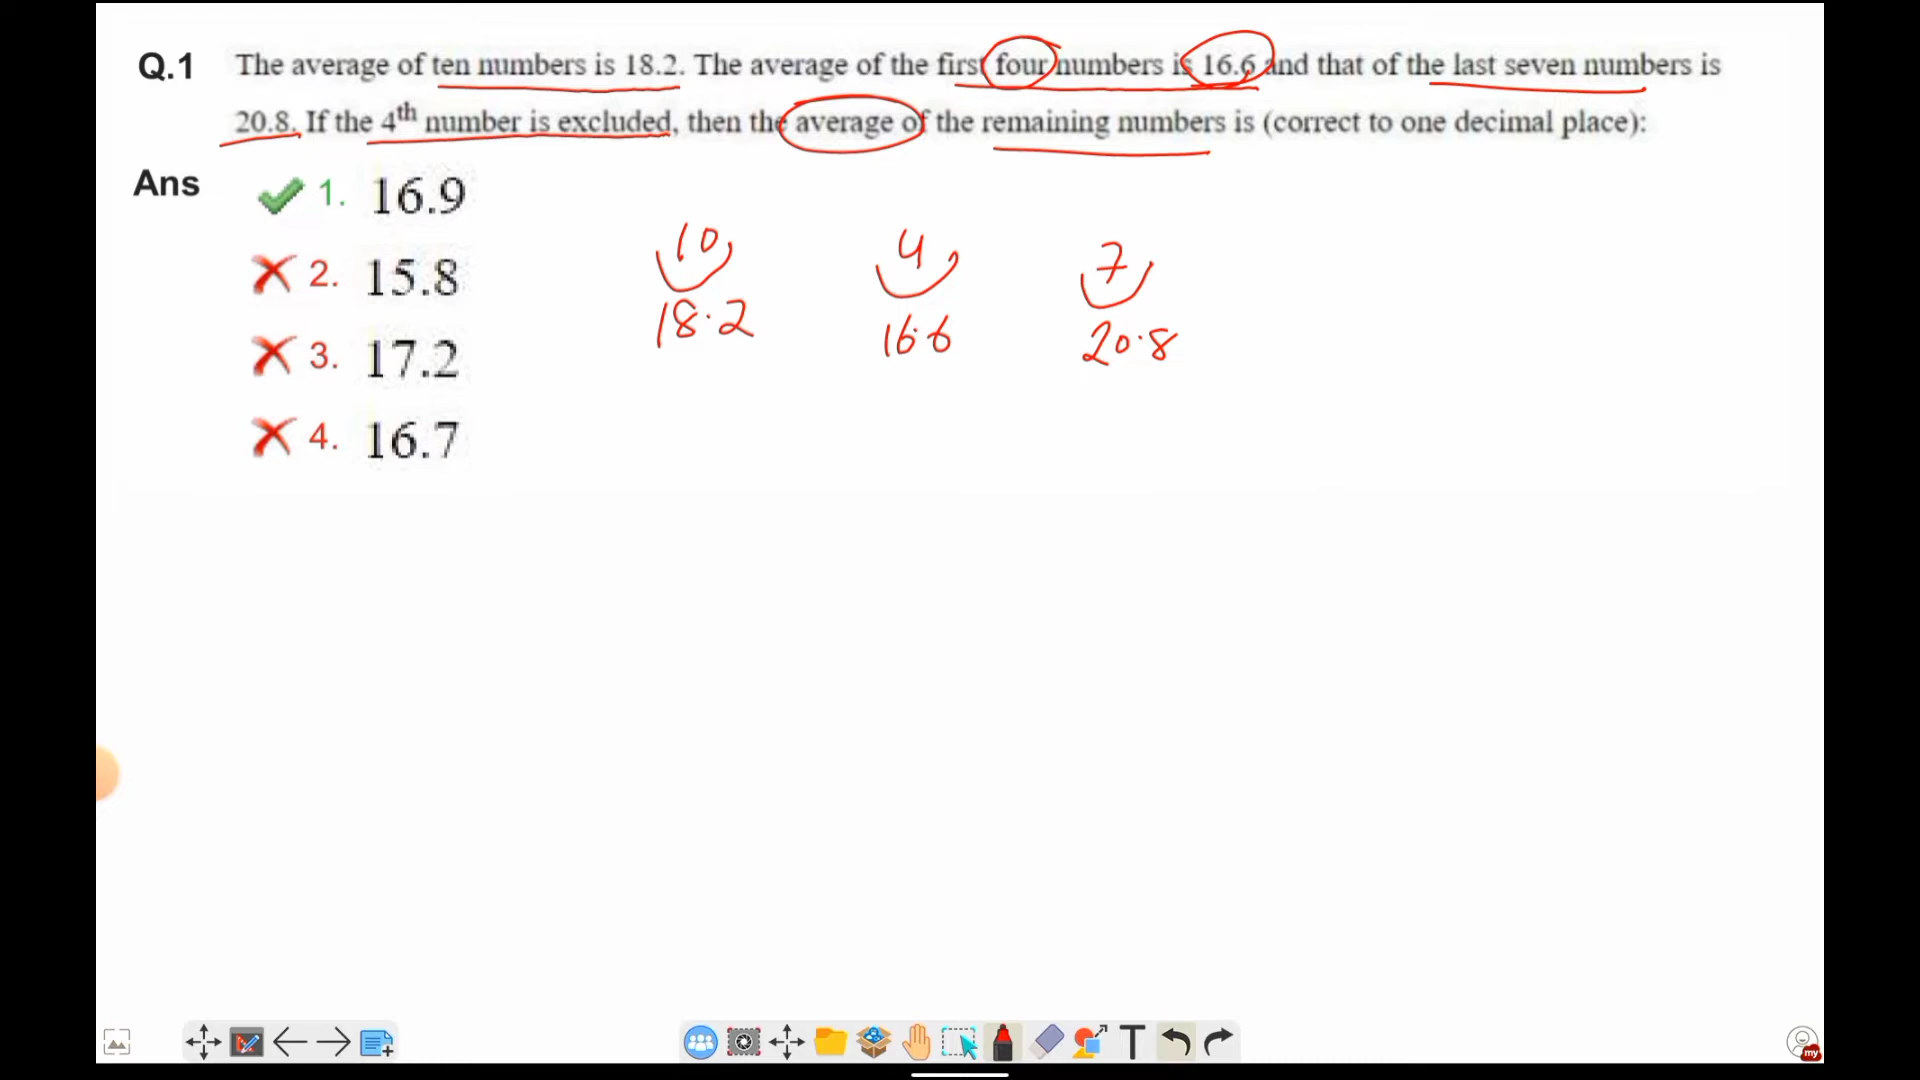 Q.1 The average of ten numbers is 18.2. The average of the first four numbers is 16.6 and that of the last seven numbers is
20.8. If the 4th number is excluded, then the average of the remaining numbers is (correct to one decimal place):
Ans
1. 16.9
2. 15.8
3. 17.2
4. 16.7
10 4 7
18.2 16.6 20.8
T
my